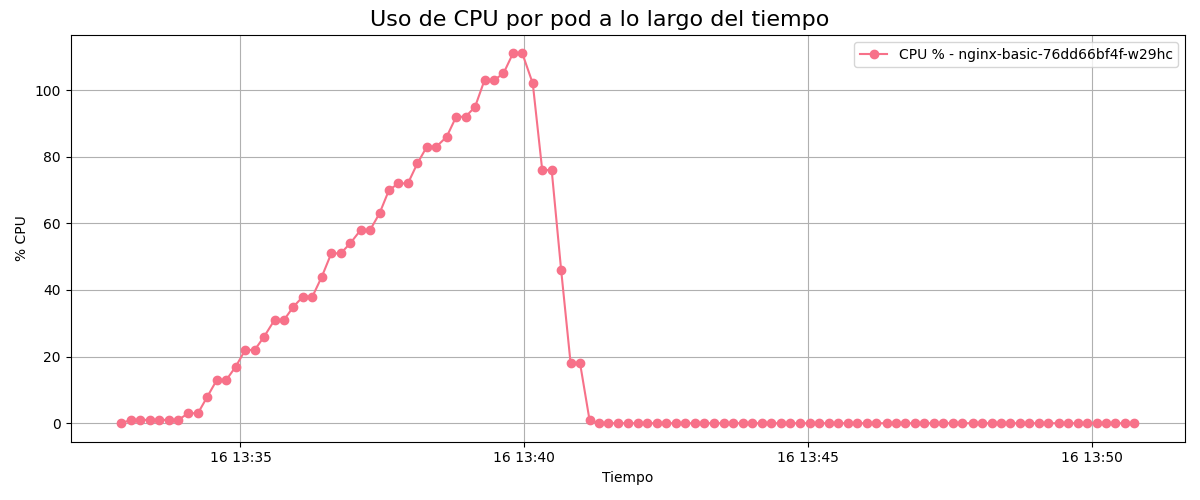 Uso de CPU por pod a lo largo del tiempo
CPU % - nginx-basic-76dd66bf4f-w29hc
100
80
60
40
20
0
% CPU
16 13:35
16 13:40
16 13:45
16 13:50
Tiempo